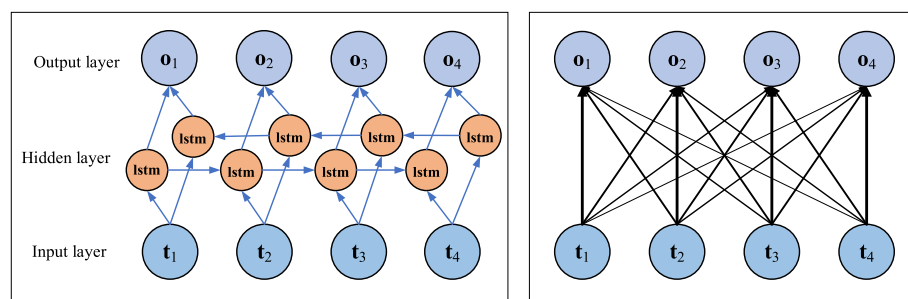 Output layer o1 o2 o3 o4
lstm lstm lstm lstm
Hidden layer
lstm lstm lstm lstm
Input layer t1 t2 t3 t4
o1 o2 o3 o4
t1 t2 t3 t4